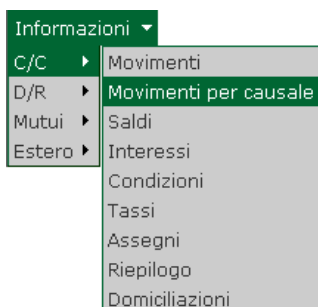 Informazioni
C/C
D/R
Mutui
Estero
Movimenti
Movimenti per causale
Saldi
Interessi
Condizioni
Tassi
Assegni
Riepilogo
Domiciliazioni